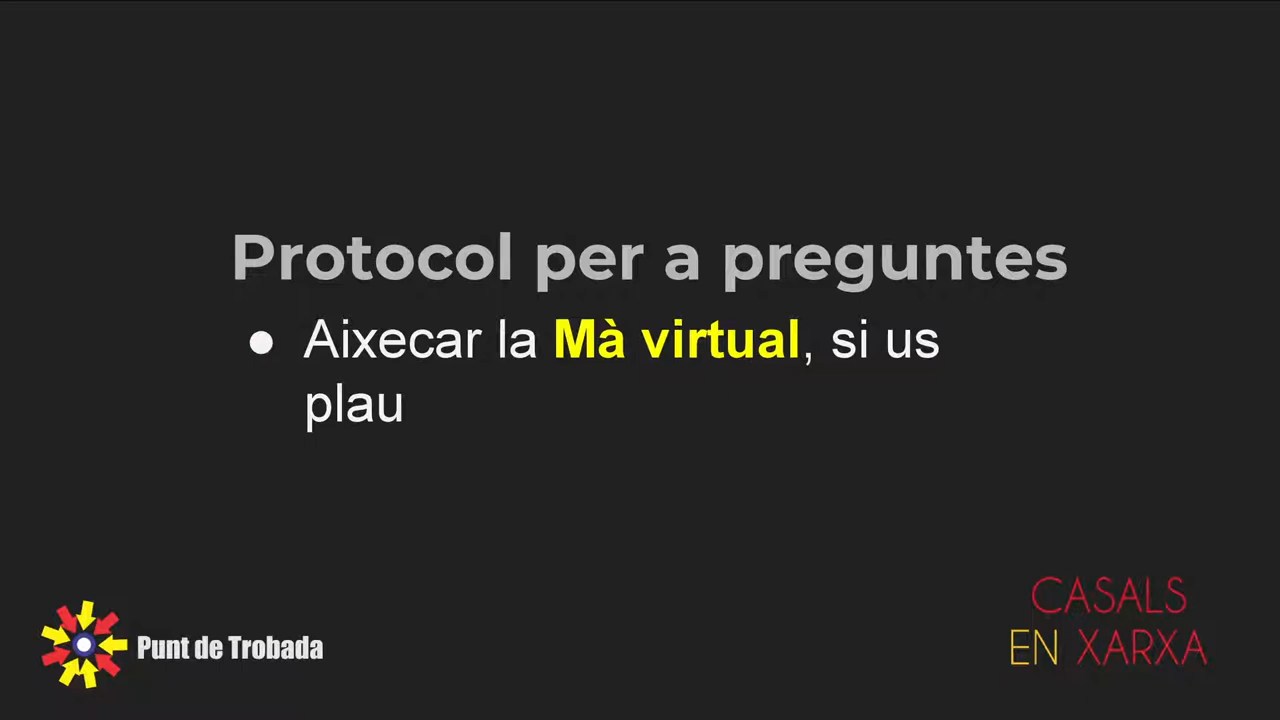 Protocol per a preguntes
● Aixecar la Mà virtual, si us
plau
Punt de Trobada
CASALS
EN XARXA